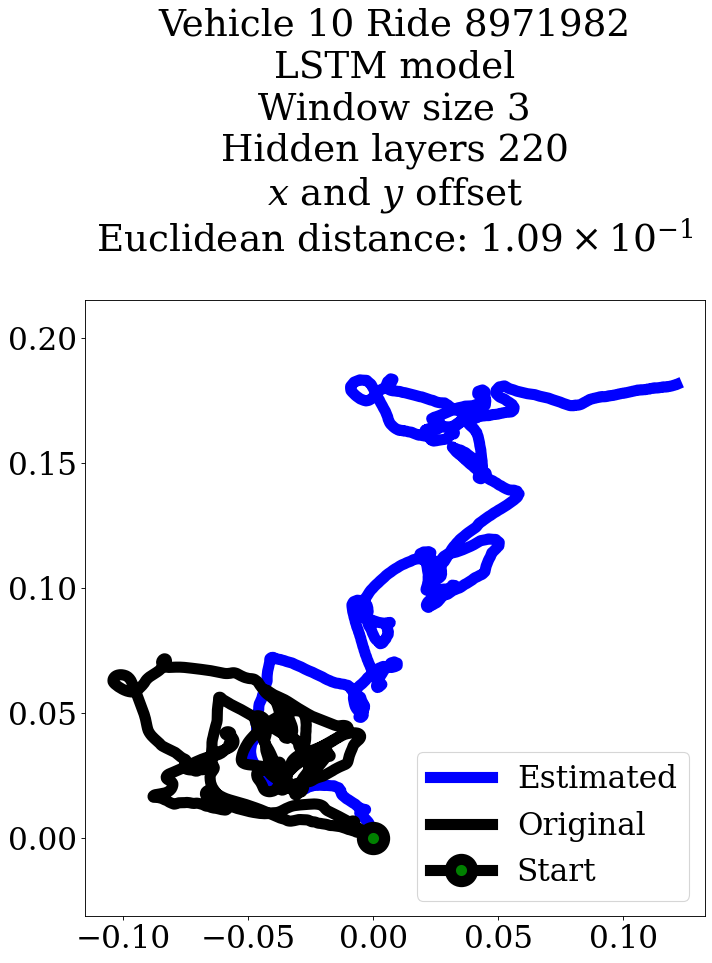 Vehicle 10 Ride 8971982
LSTM model
Window size 3
Hidden layers 220
x and y offset
Euclidean distance: 1.09 × 10⁻¹
0.20
0.15
0.10
0.05
0.00
−0.10 −0.05 0.00 0.05 0.10
Estimated
Original
Start